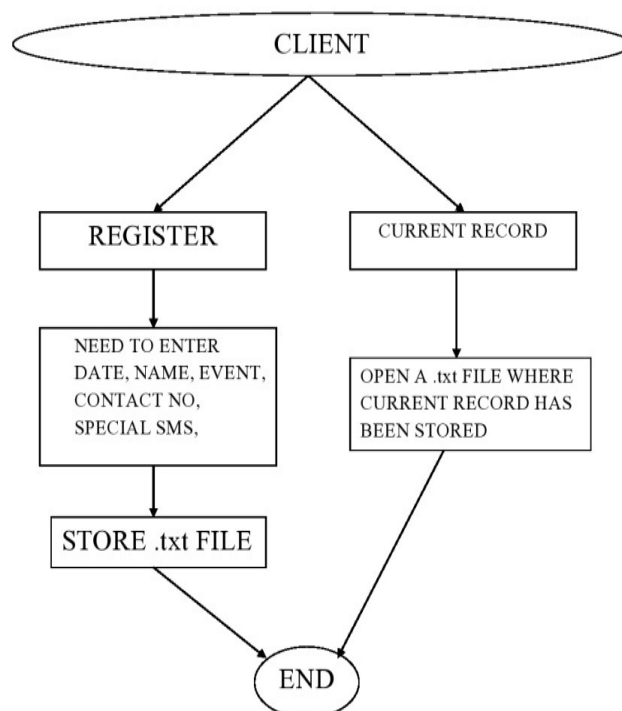 CLIENT
REGISTER
CURRENT RECORD
NEED TO ENTER
DATE, NAME, EVENT,
CONTACT NO,
SPECIAL SMS,
OPEN A .txt FILE WHERE
CURRENT RECORD HAS
BEEN STORED
STORE .txt FILE
END